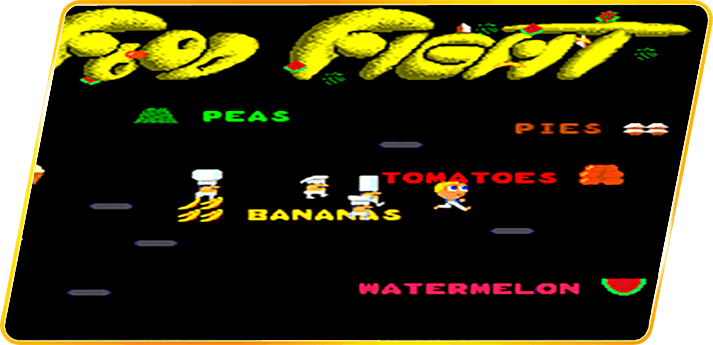 FOOD FIGHT
PEAS
PIES
TOMATOES
BANANAS
WATERMELON